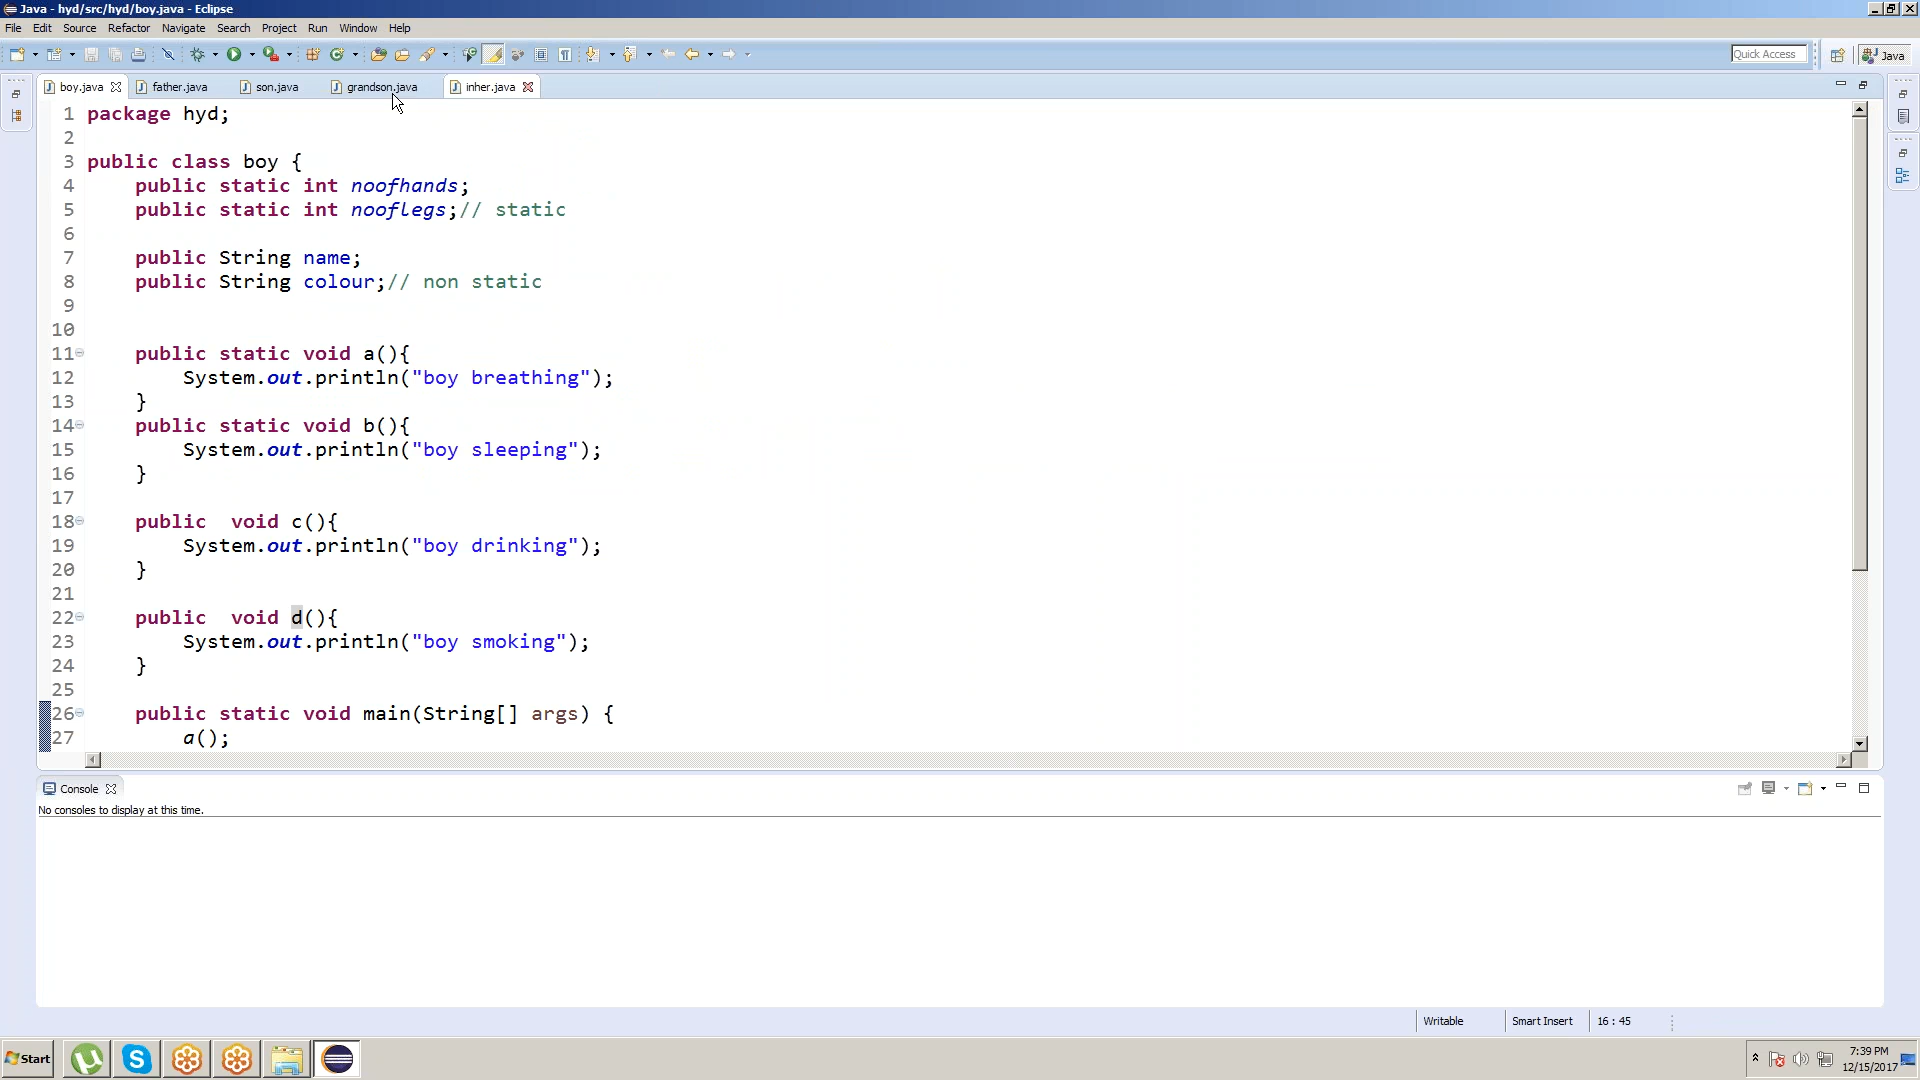 Java - hyd/src/hyd/boy.java - Eclipse
File Edit Source Refactor Navigate Search Project Run Window Help
Quick Access
Java
boy.java
father.java
son.java
grandson.java
inher.java
1 package hyd;
2
3 public class boy {
4 public static int noofhands;
5 public static int nooflegs;// static
6
7 public String name;
8 public String colour;// non static
9
10
11 public static void a(){
12 System.out.println("boy breathing");
13 }
14 public static void b(){
15 System.out.println("boy sleeping");
16 }
17
18 public  void c(){
19 System.out.println("boy drinking");
20 }
21
22 public  void d(){
23 System.out.println("boy smoking");
24 }
25
26 public static void main(String[] args) {
27 a();
Console
No consoles to display at this time.
Writable
Smart Insert
16 : 45
Start
7:39 PM
12/15/2017